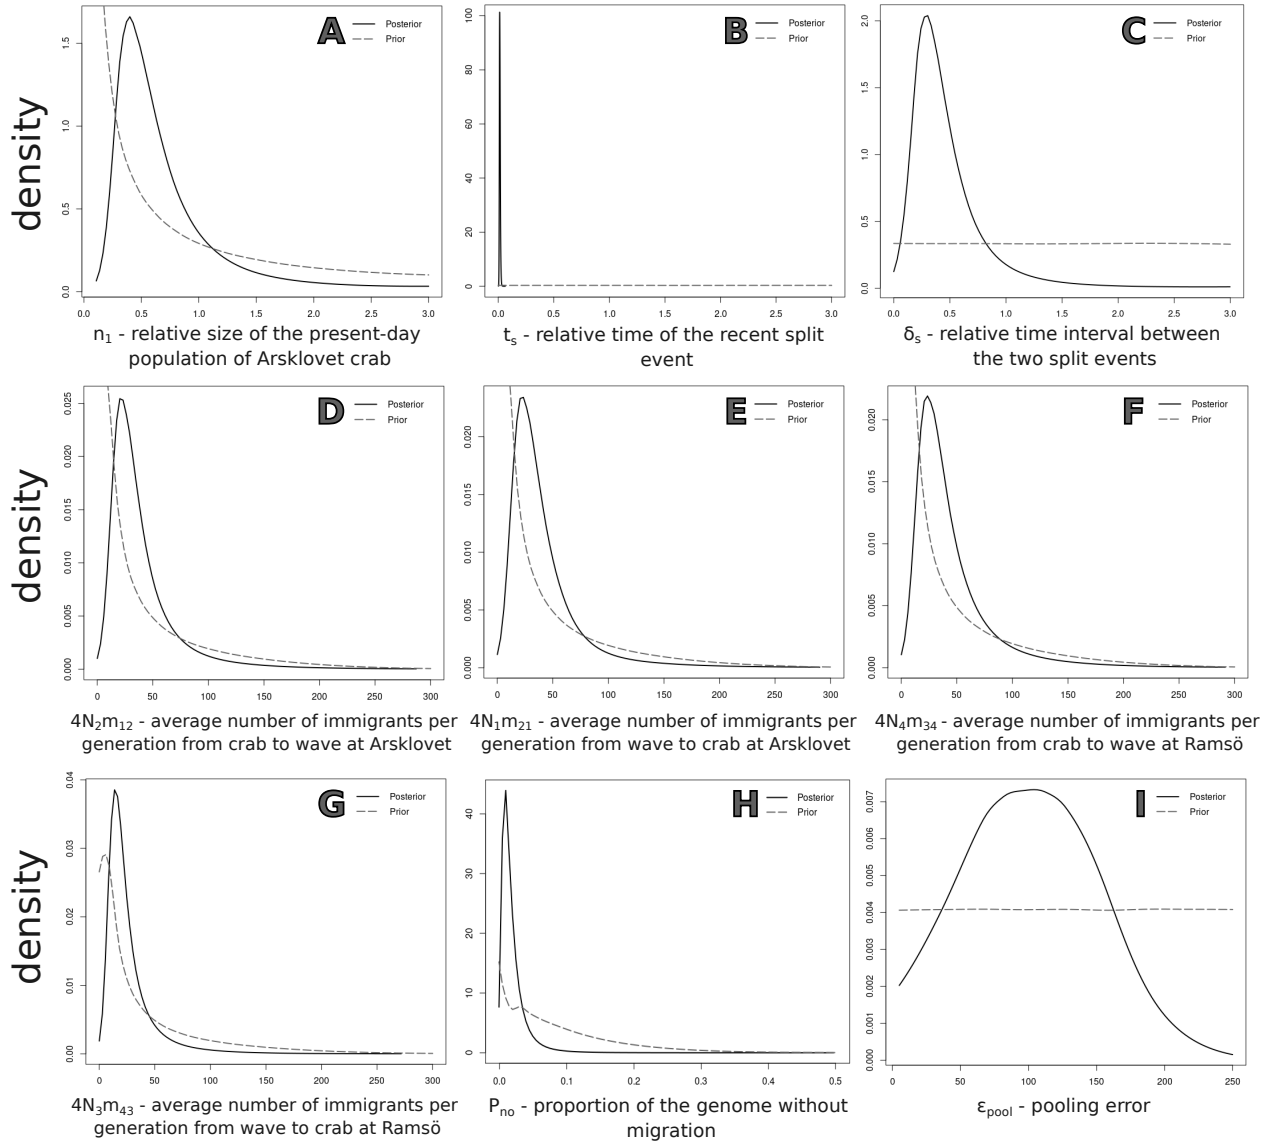 density
A
Posterior
Prior
0.0 0.5 1.0 1.5
0.0 0.5 1.0 1.5 2.0 2.5 3.0
n1 - relative size of the present-day
population of Arsklovet crab
B
Posterior
Prior
0 20 40 60 80 100
0.0 0.5 1.0 1.5 2.0 2.5 3.0
ts - relative time of the recent split
event
C
Posterior
Prior
0.0 0.5 1.0 1.5 2.0
0.0 0.5 1.0 1.5 2.0 2.5 3.0
δs - relative time interval between
the two split events
density
D
Posterior
Prior
0.000 0.005 0.010 0.015 0.020 0.025
0 50 100 150 200 250 300
4N2m12 - average number of immigrants per
generation from crab to wave at Arsklovet
E
Posterior
Prior
0.000 0.005 0.010 0.015 0.020
0 50 100 150 200 250 300
4N1m21 - average number of immigrants per
generation from wave to crab at Arsklovet
F
Posterior
Prior
0.000 0.005 0.010 0.015 0.020
0 50 100 150 200 250 300
4N4m34 - average number of immigrants per
generation from crab to wave at Ramsö
density
G
Posterior
Prior
0.00 0.01 0.02 0.03 0.04
0 50 100 150 200 250 300
4N3m43 - average number of immigrants per
generation from wave to crab at Ramsö
H
Posterior
Prior
0 10 20 30 40
0.0 0.1 0.2 0.3 0.4 0.5
Pno - proportion of the genome without
migration
I
Posterior
Prior
0.000 0.001 0.002 0.003 0.004 0.005 0.006 0.007
0 50 100 150 200 250
εpool - pooling error